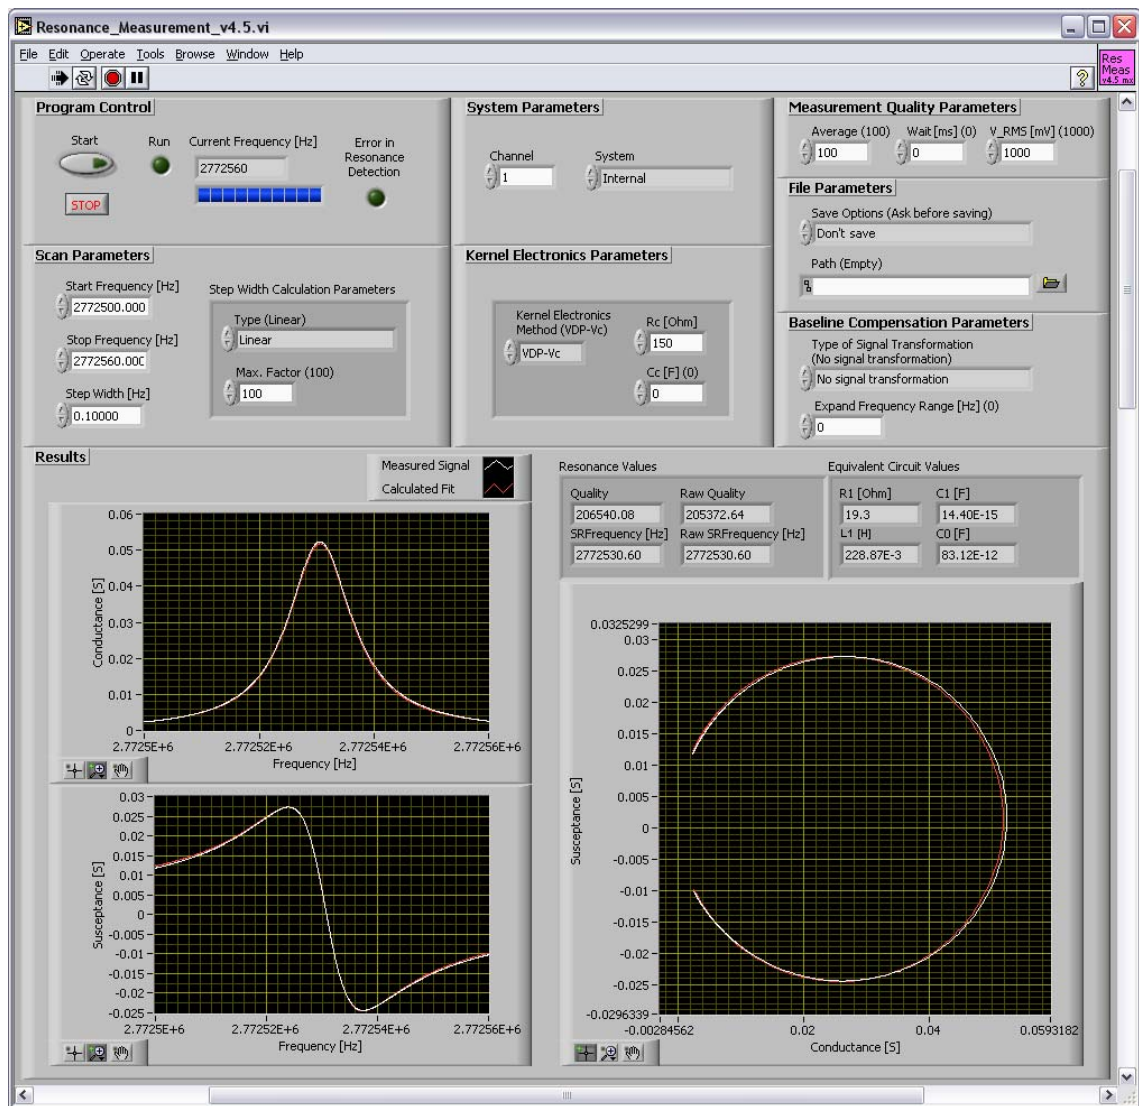 Resonance_Measurement_v4.5.vi
File Edit Operate Tools Browse Window Help
Res
Meas
v4.5 mx
Program Control
Start
Run
Current Frequency [Hz]
2772560
Error in
Resonance
Detection
STOP
System Parameters
Channel
1
System
Internal
Measurement Quality Parameters
Average (100)
100
Wait [ms] (0)
0
V_RMS [mV] (1000)
1000
File Parameters
Save Options (Ask before saving)
Don't save
Path (Empty)
Scan Parameters
Start Frequency [Hz]
2772500.000
Stop Frequency [Hz]
2772560.00C
Step Width [Hz]
0.10000
Step Width Calculation Parameters
Type (Linear)
Linear
Max. Factor (100)
100
Kernel Electronics Parameters
Kernel Electronics
Method (VDP-Vc)
VDP-Vc
Rc [Ohm]
150
Cc [F] (0)
0
Baseline Compensation Parameters
Type of Signal Transformation
(No signal transformation)
No signal transformation
Expand Frequency Range [Hz] (0)
0
Results
Measured Signal
Calculated Fit
0.06
0.05
0.04
0.03
0.02
0.01
0
Conductance [S]
2.7725E+6 2.77252E+6 2.77254E+6 2.77256E+6
Frequency [Hz]
0.03
0.025
0.02
0.015
0.01
0.005
0
-0.005
-0.01
-0.015
-0.02
-0.025
Susceptance [S]
2.7725E+6 2.77252E+6 2.77254E+6 2.77256E+6
Frequency [Hz]
Resonance Values
Quality
206540.08
Raw Quality
205372.64
SRFrequency [Hz]
2772530.60
Raw SRFrequency [Hz]
2772530.60
Equivalent Circuit Values
R1 [Ohm]
19.3
C1 [F]
14.40E-15
L1 [H]
228.87E-3
C0 [F]
83.12E-12
0.0325299
0.03
0.025
0.02
0.015
0.01
0.005
0
-0.005
-0.01
-0.015
-0.02
-0.025
-0.0296339
Susceptance [S]
-0.00284562 0.02 0.04 0.0593182
Conductance [S]